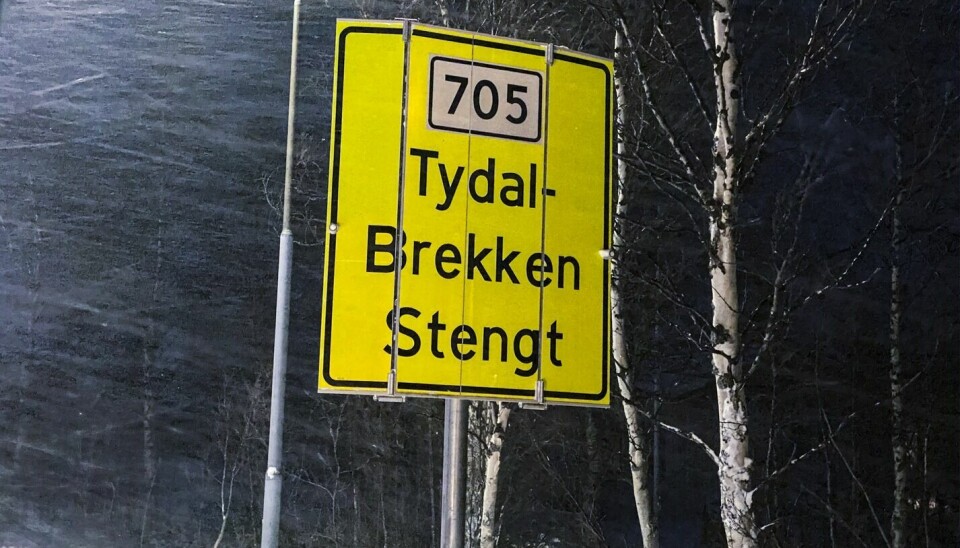 705
Tydal-
Brekken
Stengt